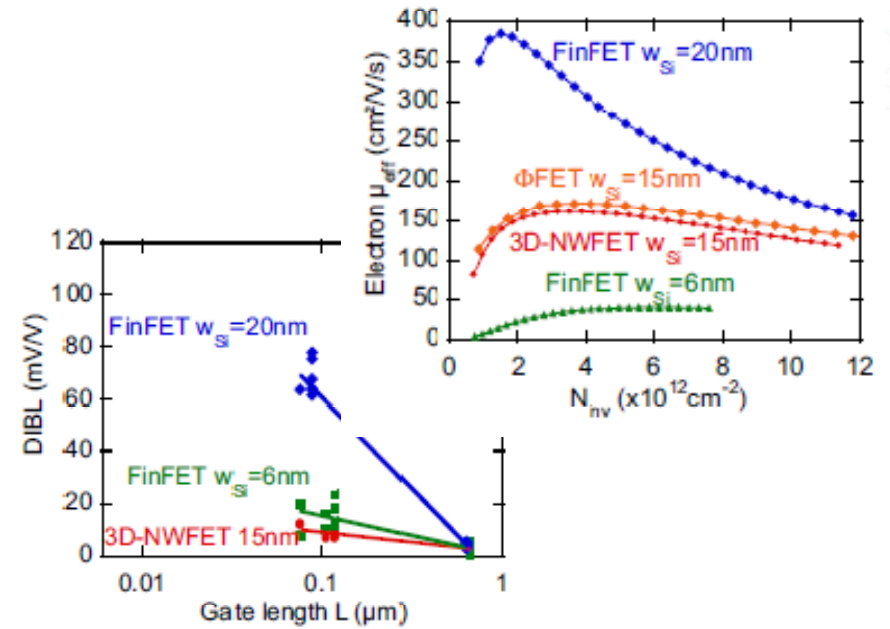 400
350
300
250
200
150
100
50
0
Electron μeff (cm²/V/s)
FinFET wSi=20nm
ΦFET wSi=15nm
3D-NWFET wSi=15nm
FinFET wSi=6nm
0 2 4 6 8 10 12
Ninv (x10¹²cm⁻²)
120
100
80
60
40
20
0
DIBL (mV/V)
FinFET wSi=20nm
FinFET wSi=6nm
3D-NWFET 15nm
0.01 0.1 1
Gate length L (μm)